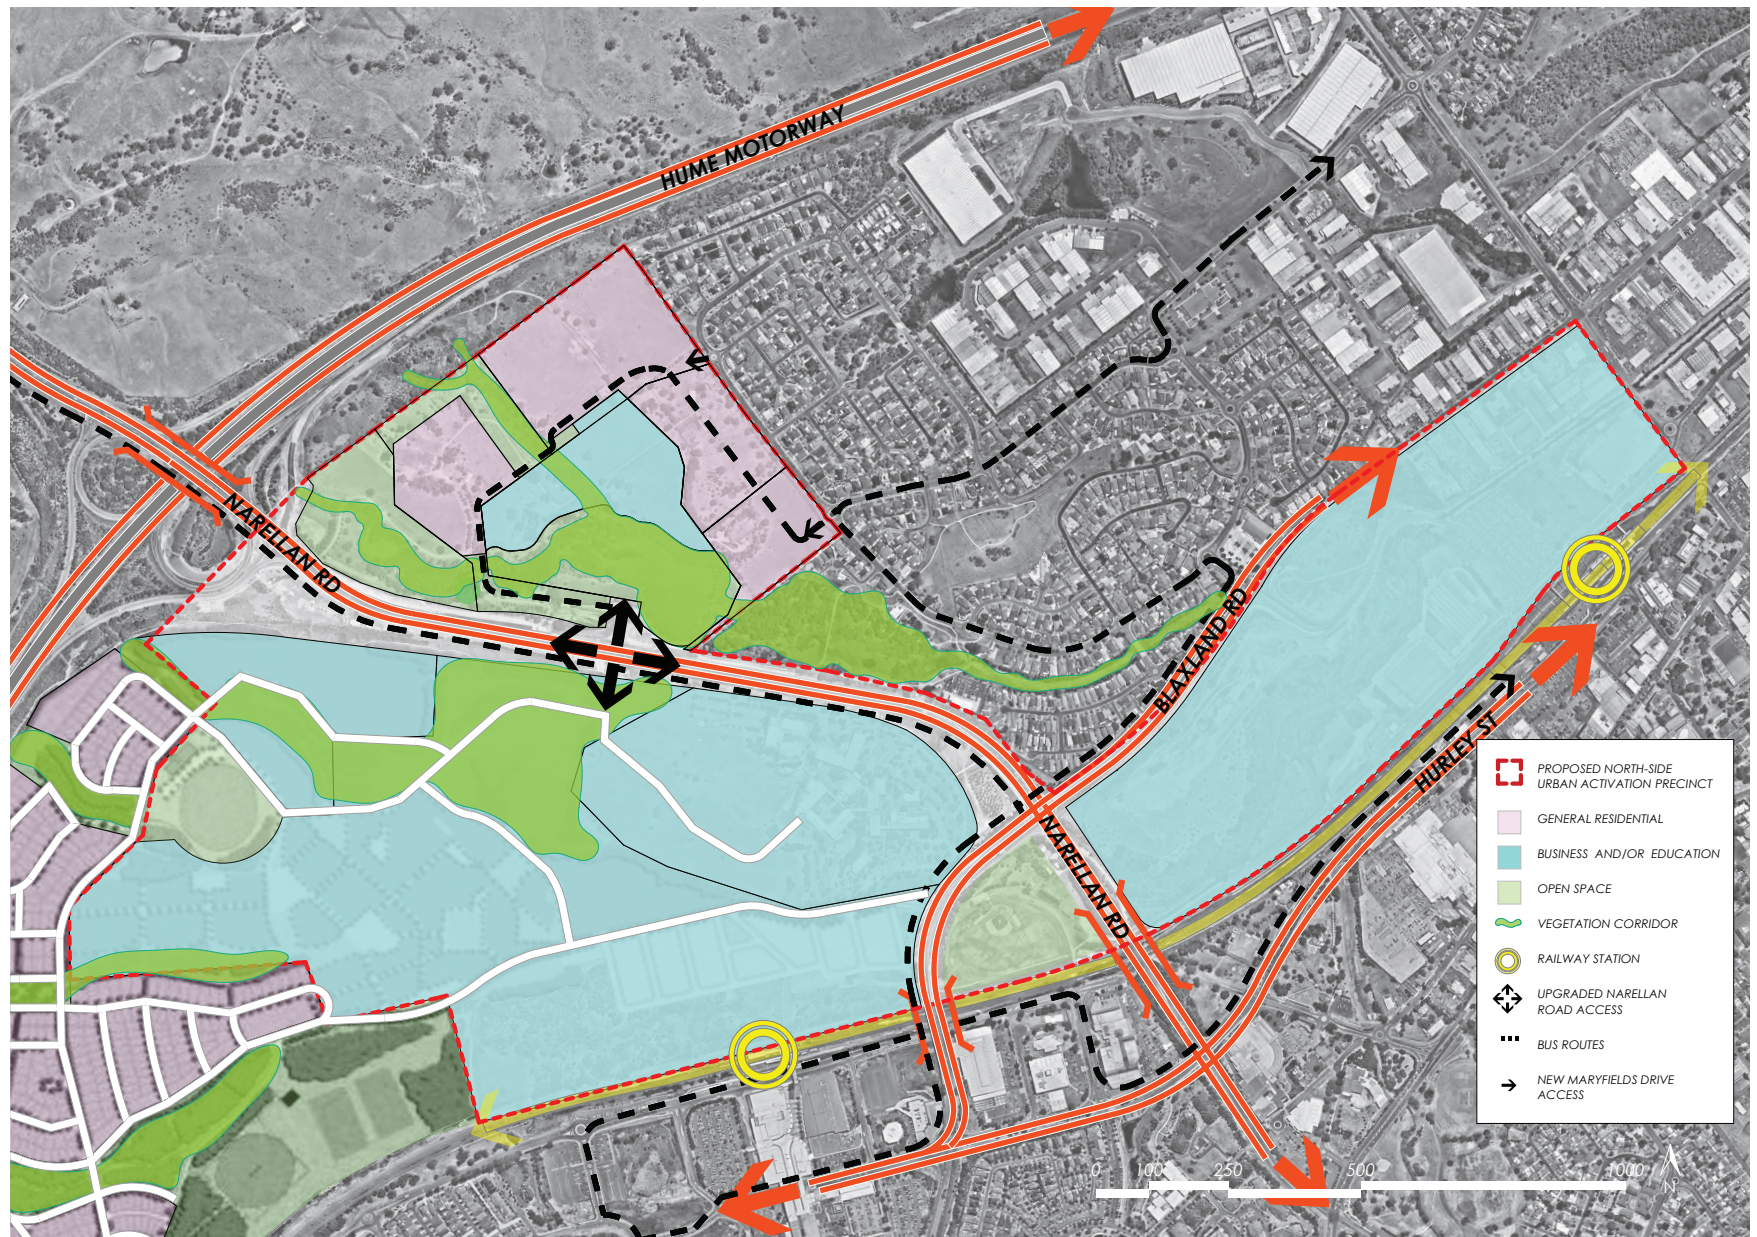 HUME MOTORWAY
NARELLAN RD
BLAXLAND RD
HURLEY ST
NARELLAN RD
PROPOSED NORTH-SIDE
URBAN ACTIVATION PRECINCT
GENERAL RESIDENTIAL
BUSINESS AND/OR EDUCATION
OPEN SPACE
VEGETATION CORRIDOR
RAILWAY STATION
UPGRADED NARELLAN
ROAD ACCESS
BUS ROUTES
NEW MARYFIELDS DRIVE
ACCESS
0 100 250 500 1000
N